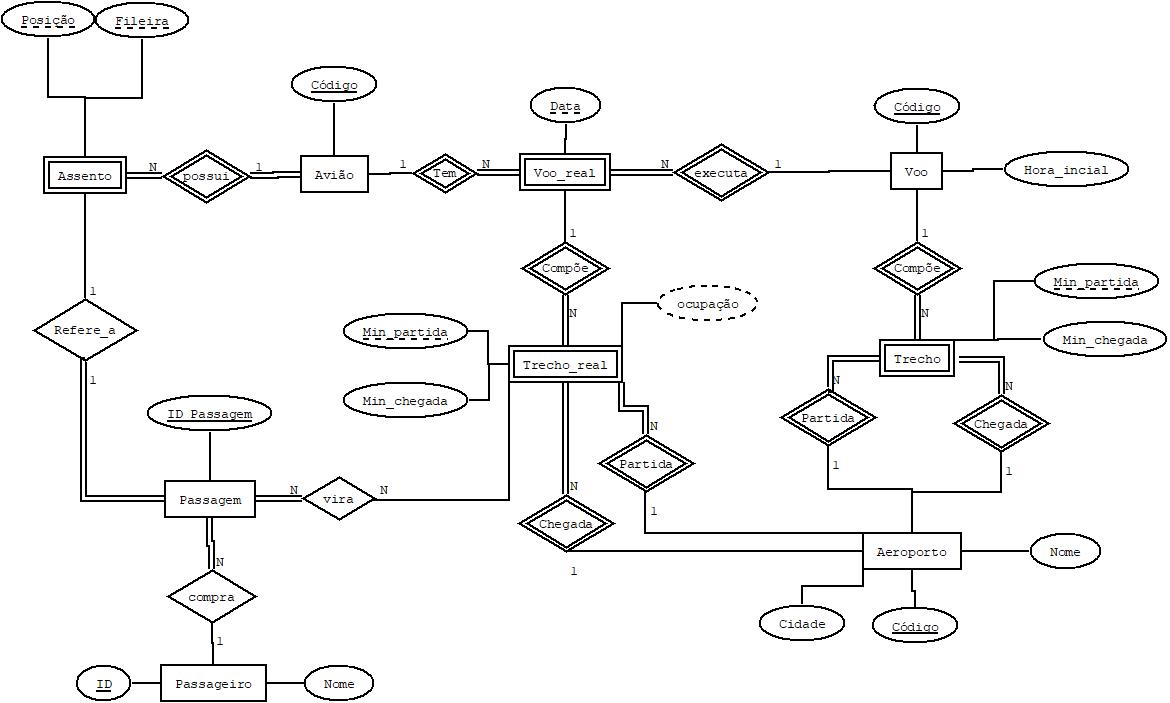 Posição
Fileira
Código
Data
Código
Assento
N
possui
1
Avião
1
Tem
N
Voo_real
N
executa
1
Voo
Hora_incial
1
Compõe
N
1
Compõe
N
ocupação
Min_partida
Min_chegada
1
Refere_a
1
Min_partida
Min_chegada
Trecho_real
Trecho
N
Partida
1
N
Chegada
1
ID Passagem
N
Partida
1
Passagem
N
vira
N
N
Chegada
1
Aeroporto
Nome
Cidade
Código
N
compra
1
ID
Passageiro
Nome